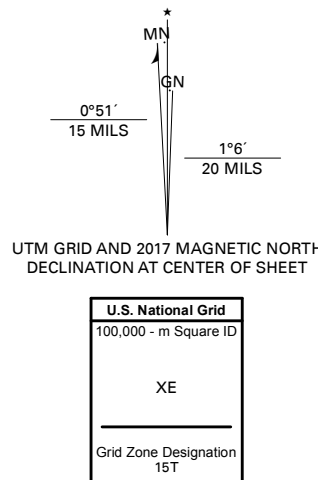 ★
MN
GN
0°51´
15 MILS
1°6´
20 MILS
UTM GRID AND 2017 MAGNETIC NORTH
DECLINATION AT CENTER OF SHEET
U.S. National Grid
100,000 - m Square ID
XE
Grid Zone Designation
15T